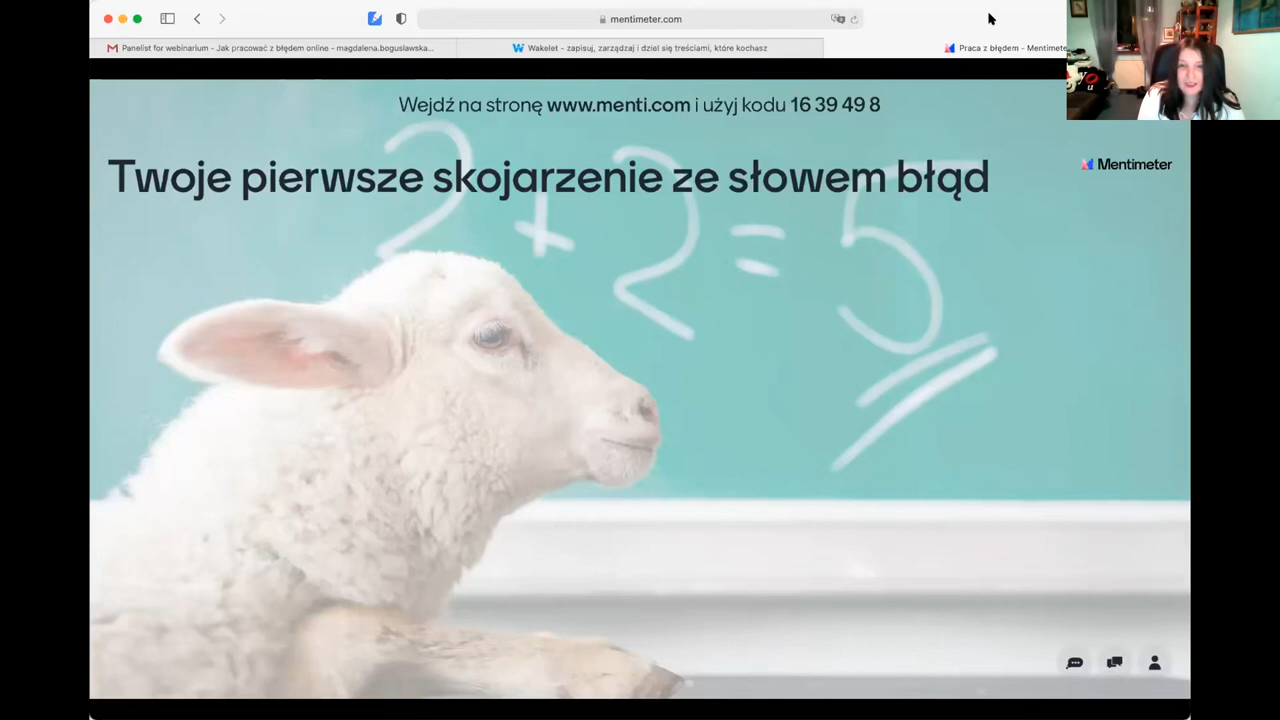 mentimeter.com
Panelist for webinarium - Jak pracować z błędem online - magdalena.boguslawska...
Wakelet - zapisuj, zarządzaj i dziel się treściami, które kochasz
Praca z błędem - Mentimete
Wejdź na stronę www.menti.com i użyj kodu 16 39 49 8
Twoje pierwsze skojarzenie ze słowem błąd
Mentimeter
2 + 2 = 5